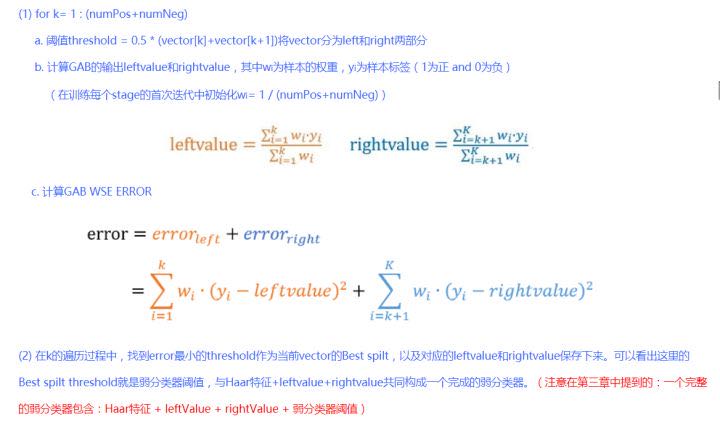 (1) for k= 1 : (numPos+numNeg)
a. 阈值threshold = 0.5 * (vector[k]+vector[k+1])将vector分为left和right两部分
b. 计算GAB的输出leftvalue和rightvalue，其中wi为样本的权重，yi为样本标签（1为正 and 0为负）
（在训练每个stage的首次迭代中初始化wi= 1 / (numPos+numNeg) ）
leftvalue = \frac{\sum_{i=1}^{k} w_i \cdot y_i}{\sum_{i=1}^{k} w_i} rightvalue = \frac{\sum_{i=k+1}^{K} w_i \cdot y_i}{\sum_{i=k+1}^{K} w_i}
c. 计算GAB WSE ERROR
error = error_{left} + error_{right}
= \sum_{i=1}^{k} w_i \cdot (y_i - leftvalue)^2 + \sum_{i=k+1}^{K} w_i \cdot (y_i - rightvalue)^2
(2) 在k的遍历过程中，找到error最小的threshold作为当前vector的Best spilt，以及对应的leftvalue和rightvalue保存下来。可以看出这里的
Best spilt threshold就是弱分类器阈值，与Haar特征+leftvalue+rightvalue共同构成一个完成的弱分类器。（注意在第三章中提到的：一个完整
的弱分类器包含：Haar特征 + leftValue + rightValue + 弱分类器阈值）